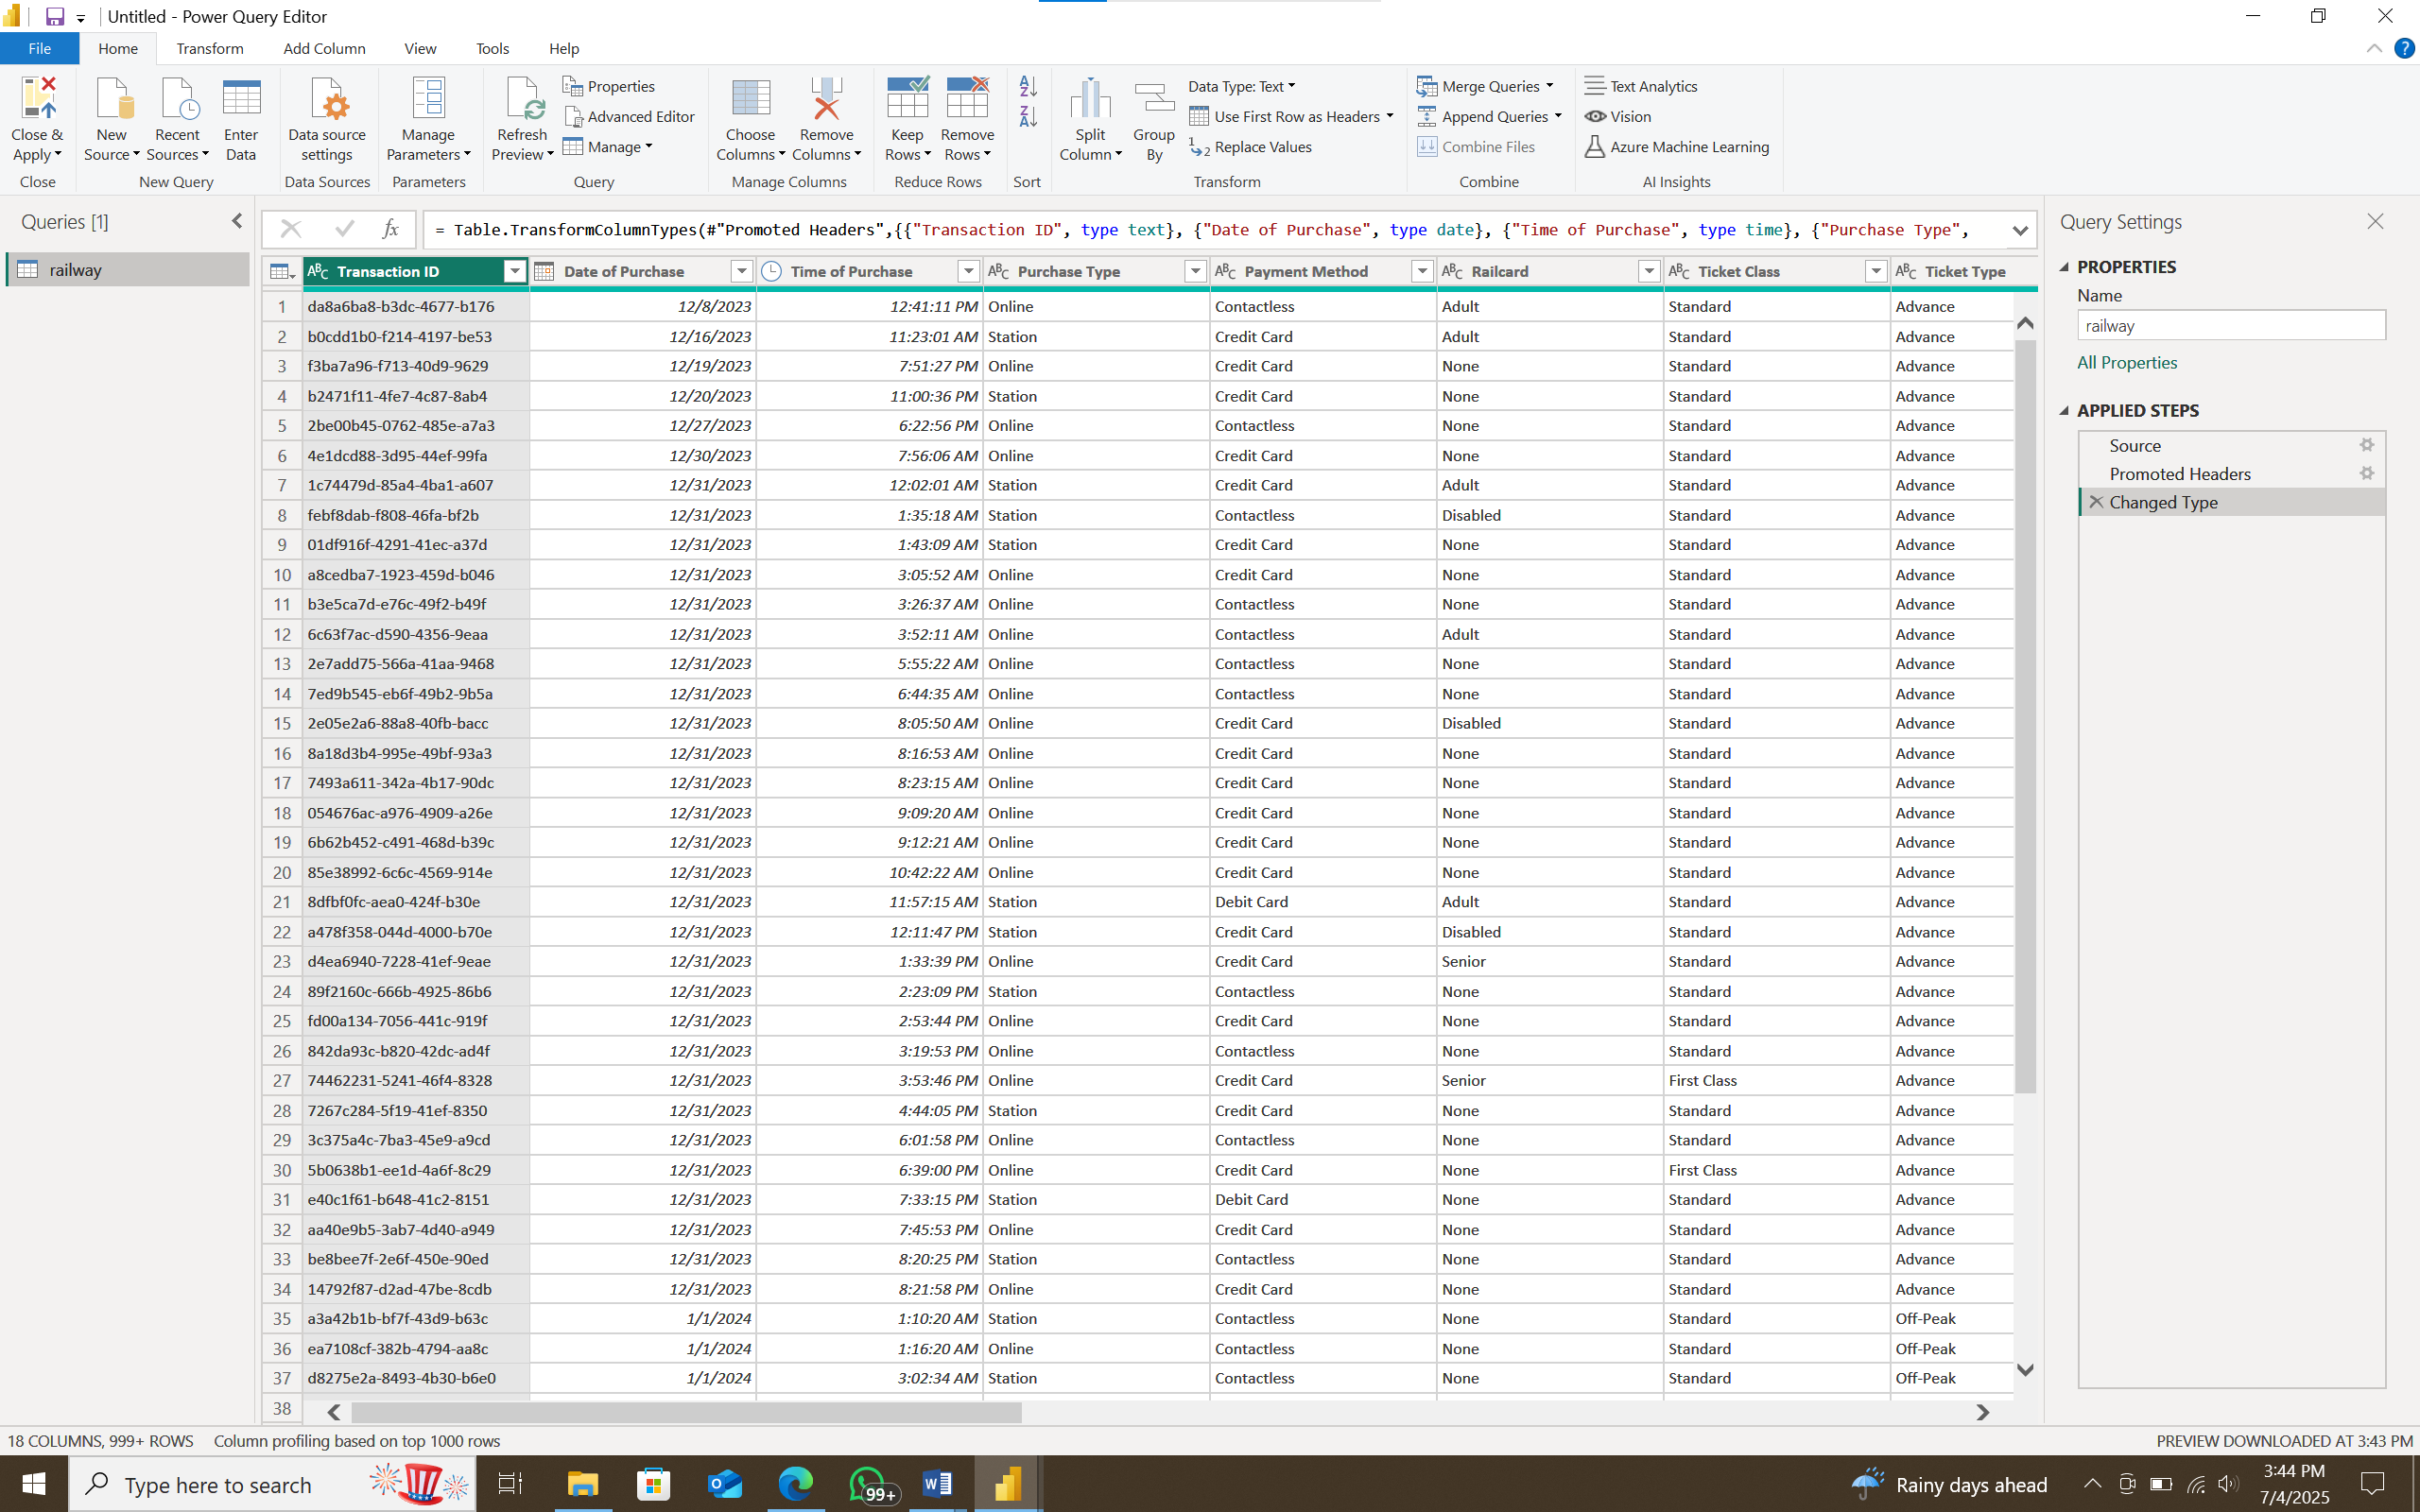 Untitled - Power Query Editor
File Home Transform Add Column View Tools Help
Close & Apply
New Source
Recent Sources
Enter Data
Data source settings
Manage Parameters
Refresh Preview
Properties
Advanced Editor
Manage
Choose Columns
Remove Columns
Keep Rows
Remove Rows
Split Column
Group By
Data Type: Text
Use First Row as Headers
Replace Values
Merge Queries
Append Queries
Combine Files
Text Analytics
Vision
Azure Machine Learning
Close New Query Data Sources Parameters Query Manage Columns Reduce Rows Sort Transform Combine AI Insights
Queries [1]
railway
fx = Table.TransformColumnTypes(#"Promoted Headers",{{"Transaction ID", type text}, {"Date of Purchase", type date}, {"Time of Purchase", type time}, {"Purchase Type",
Transaction ID Date of Purchase Time of Purchase Purchase Type Payment Method Railcard Ticket Class Ticket Type
1 da8a6ba8-b3dc-4677-b176 12/8/2023 12:41:11 PM Online Contactless Adult Standard Advance
2 b0cdd1b0-f214-4197-be53 12/16/2023 11:23:01 AM Station Credit Card Adult Standard Advance
3 f3ba7a96-f713-40d9-9629 12/19/2023 7:51:27 PM Online Credit Card None Standard Advance
4 b2471f11-4fe7-4c87-8ab4 12/20/2023 11:00:36 PM Station Credit Card None Standard Advance
5 2be00b45-0762-485e-a7a3 12/27/2023 6:22:56 PM Online Contactless None Standard Advance
6 4e1dcd88-3d95-44ef-99fa 12/30/2023 7:56:06 AM Online Credit Card None Standard Advance
7 1c74479d-85a4-4ba1-a607 12/31/2023 12:02:01 AM Station Credit Card Adult Standard Advance
8 febf8dab-f808-46fa-bf2b 12/31/2023 1:35:18 AM Station Contactless Disabled Standard Advance
9 01df916f-4291-41ec-a37d 12/31/2023 1:43:09 AM Station Credit Card None Standard Advance
10 a8cedba7-1923-459d-b046 12/31/2023 3:05:52 AM Online Credit Card None Standard Advance
11 b3e5ca7d-e76c-49f2-b49f 12/31/2023 3:26:37 AM Online Contactless None Standard Advance
12 6c63f7ac-d590-4356-9eaa 12/31/2023 3:52:11 AM Online Contactless Adult Standard Advance
13 2e7add75-566a-41aa-9468 12/31/2023 5:55:22 AM Online Contactless None Standard Advance
14 7ed9b545-eb6f-49b2-9b5a 12/31/2023 6:44:35 AM Online Contactless None Standard Advance
15 2e05e2a6-88a8-40fb-bacc 12/31/2023 8:05:50 AM Online Credit Card Disabled Standard Advance
16 8a18d3b4-995e-49bf-93a3 12/31/2023 8:16:53 AM Online Credit Card None Standard Advance
17 7493a611-342a-4b17-90dc 12/31/2023 8:23:15 AM Online Credit Card None Standard Advance
18 054676ac-a976-4909-a26e 12/31/2023 9:09:20 AM Online Credit Card None Standard Advance
19 6b62b452-c491-468d-b39c 12/31/2023 9:12:21 AM Online Credit Card None Standard Advance
20 85e38992-6c6c-4569-914e 12/31/2023 10:42:22 AM Online Credit Card None Standard Advance
21 8dfbf0fc-aea0-424f-b30e 12/31/2023 11:57:15 AM Station Debit Card Adult Standard Advance
22 a478f358-044d-4000-b70e 12/31/2023 12:11:47 PM Station Credit Card Disabled Standard Advance
23 d4ea6940-7228-41ef-9eae 12/31/2023 1:33:39 PM Online Credit Card Senior Standard Advance
24 89f2160c-666b-4925-86b6 12/31/2023 2:23:09 PM Station Contactless None Standard Advance
25 fd00a134-7056-441c-919f 12/31/2023 2:53:44 PM Online Credit Card None Standard Advance
26 842da93c-b820-42dc-ad4f 12/31/2023 3:19:53 PM Online Contactless None Standard Advance
27 74462231-5241-46f4-8328 12/31/2023 3:53:46 PM Online Credit Card Senior First Class Advance
28 7267c284-5f19-41ef-8350 12/31/2023 4:44:05 PM Station Credit Card None Standard Advance
29 3c375a4c-7ba3-45e9-a9cd 12/31/2023 6:01:58 PM Online Contactless None Standard Advance
30 5b0638b1-ee1d-4a6f-8c29 12/31/2023 6:39:00 PM Online Credit Card None First Class Advance
31 e40c1f61-b648-41c2-8151 12/31/2023 7:33:15 PM Station Debit Card None Standard Advance
32 aa40e9b5-3ab7-4d40-a949 12/31/2023 7:45:53 PM Online Credit Card None Standard Advance
33 be8bee7f-2e6f-450e-90ed 12/31/2023 8:20:25 PM Station Contactless None Standard Advance
34 14792f87-d2ad-47be-8cdb 12/31/2023 8:21:58 PM Online Credit Card None Standard Advance
35 a3a42b1b-bf7f-43d9-b63c 1/1/2024 1:10:20 AM Station Contactless None Standard Off-Peak
36 ea7108cf-382b-4794-aa8c 1/1/2024 1:16:20 AM Online Contactless None Standard Off-Peak
37 d8275e2a-8493-4b30-b6e0 1/1/2024 3:02:34 AM Station Contactless None Standard Off-Peak
38
Query Settings
PROPERTIES
Name
railway
All Properties
APPLIED STEPS
Source
Promoted Headers
Changed Type
18 COLUMNS, 999+ ROWS Column profiling based on top 1000 rows
PREVIEW DOWNLOADED AT 3:43 PM
Type here to search
99+
Rainy days ahead
3:44 PM
7/4/2025